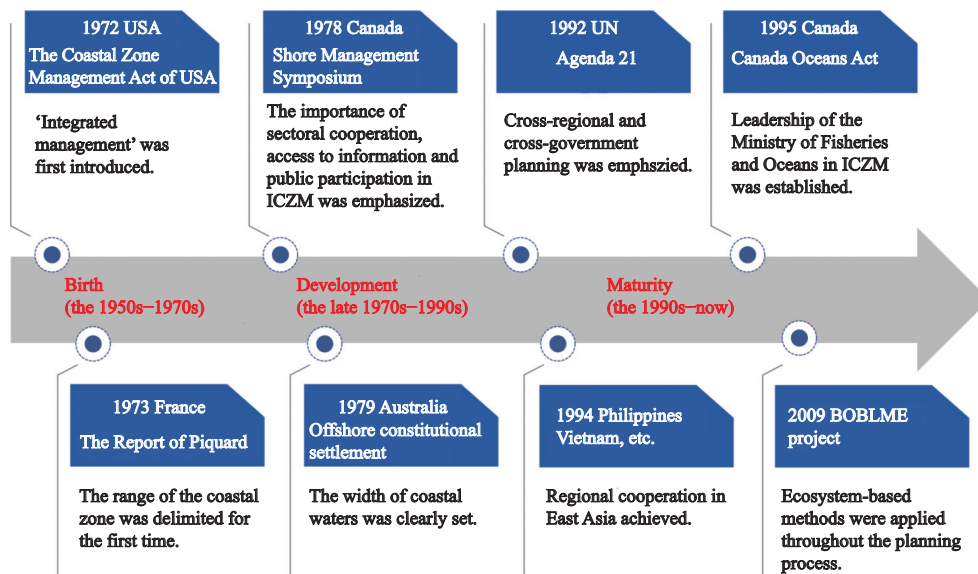 1972 USA
The Coastal Zone
Management Act of USA
‘Integrated
management’ was
first introduced.
1978 Canada
Shore Management
Symposium
The importance of
sectoral cooperation,
access to information and
public participation in
ICZM was emphasized.
1992 UN
Agenda 21
Cross-regional and
cross-government
planning was emphszied.
1995 Canada
Canada Oceans Act
Leadership of the
Ministry of Fisheries
and Oceans in ICZM
was established.
Birth
(the 1950s–1970s)
Development
(the late 1970s–1990s)
Maturity
(the 1990s–now)
1973 France
The Report of Piquard
The range of the coastal
zone was delimited for
the first time.
1979 Australia
Offshore constitutional
settlement
The width of coastal
waters was clearly set.
1994 Philippines
Vietnam, etc.
Regional cooperation in
East Asia achieved.
2009 BOBLME
project
Ecosystem-based
methods were applied
throughout the planning
process.